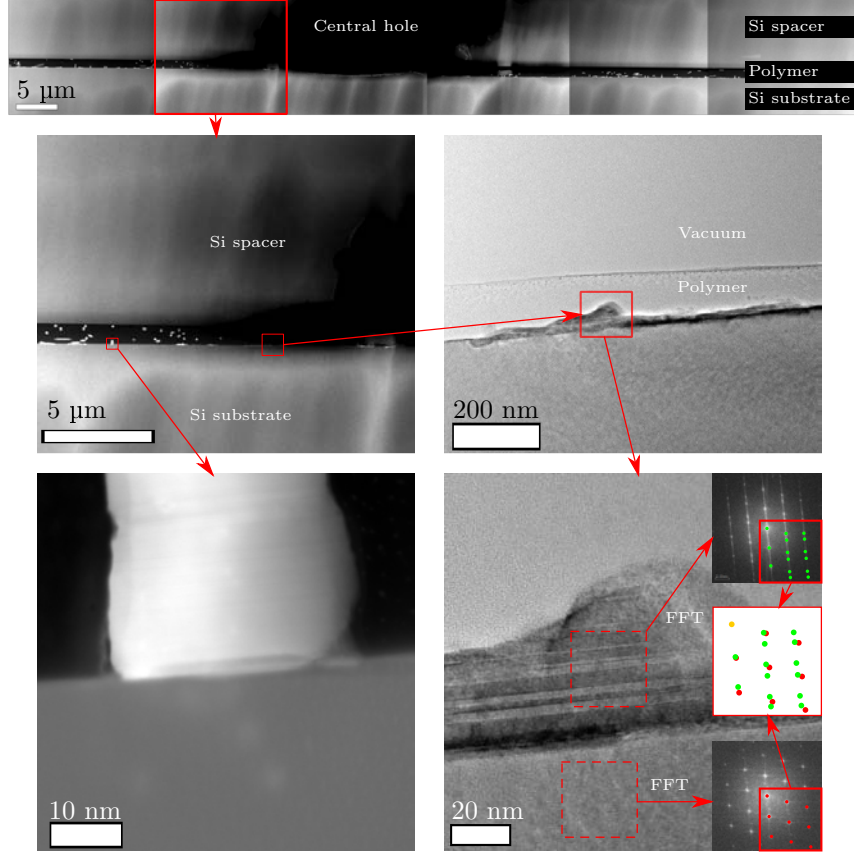 Central hole
Si spacer
Polymer
Si substrate
5 µm
Si spacer
Si substrate
5 µm
Vacuum
Polymer
200 nm
10 nm
FFT
FFT
20 nm